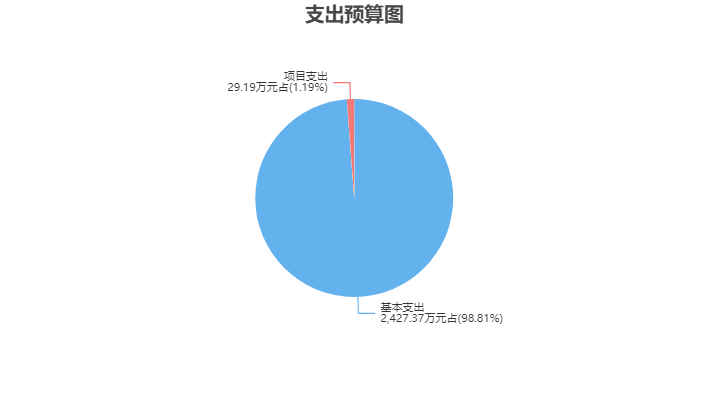 支出预算图
项目支出
29.19万元占(1.19%)
基本支出
2,427.37万元占(98.81%)